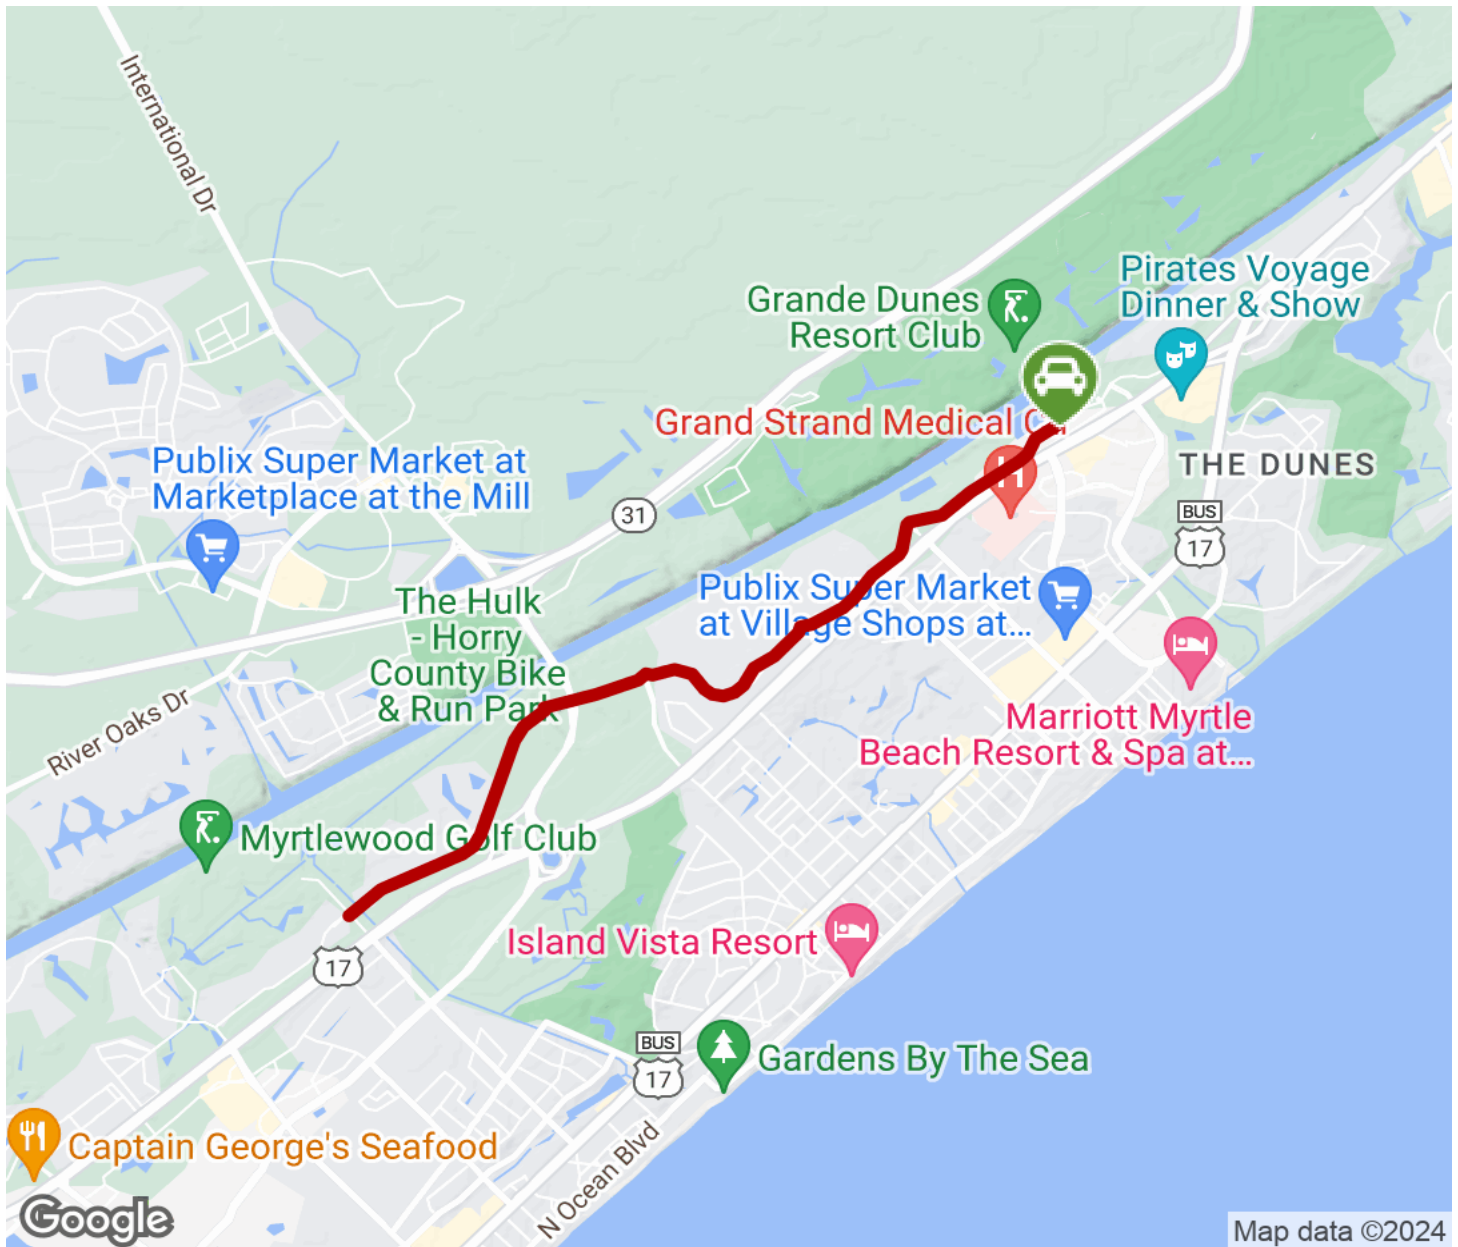 International Dr
Pirates Voyage
Dinner & Show
Grande Dunes
Resort Club
Grand Strand Medical
Publix Super Market at
Marketplace at the Mill
THE DUNES
31
BUS
17
The Hulk
- Horry
County Bike
& Run Park
Publix Super Market
at Village Shops at...
River Oaks Dr
Marriott Myrtle
Beach Resort & Spa at...
Myrtlewood Golf Club
Island Vista Resort
17
BUS
17
Gardens By The Sea
Captain George's Seafood
N Ocean Blvd
Google
Map data ©2024